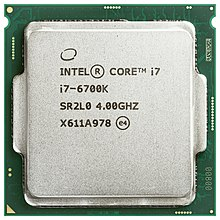 INTEL® CORE™ i7
i7-6700K
SR2L0 4.00GHZ
X611A978 e4